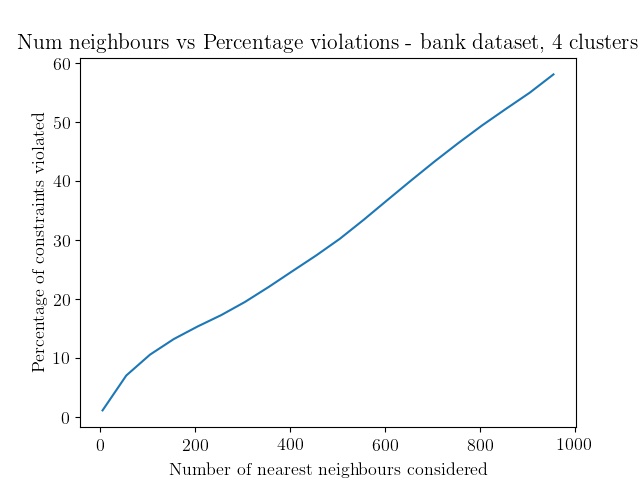 Num neighbours vs Percentage violations - bank dataset, 4 clusters
60
50
40
30
20
10
0
Percentage of constraints violated
0 200 400 600 800 1000
Number of nearest neighbours considered